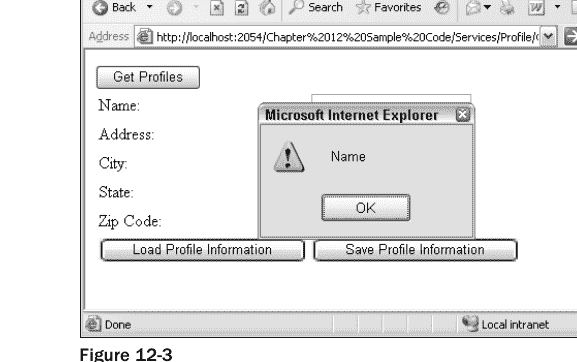 Back Search Favorites
Address http://localhost:2054/Chapter%2012%20Sample%20Code/Services/Profile/
Get Profiles
Name:
Microsoft Internet Explorer
Address:
Name
City:
State:
OK
Zip Code:
Load Profile Information Save Profile Information
Done Local intranet
Figure 12-3